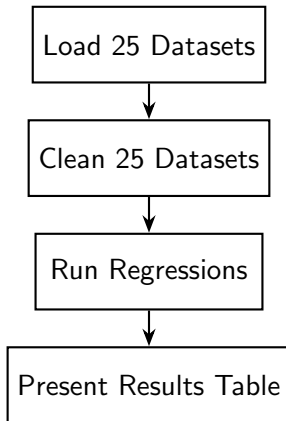 Load 25 Datasets
Clean 25 Datasets
Run Regressions
Present Results Table